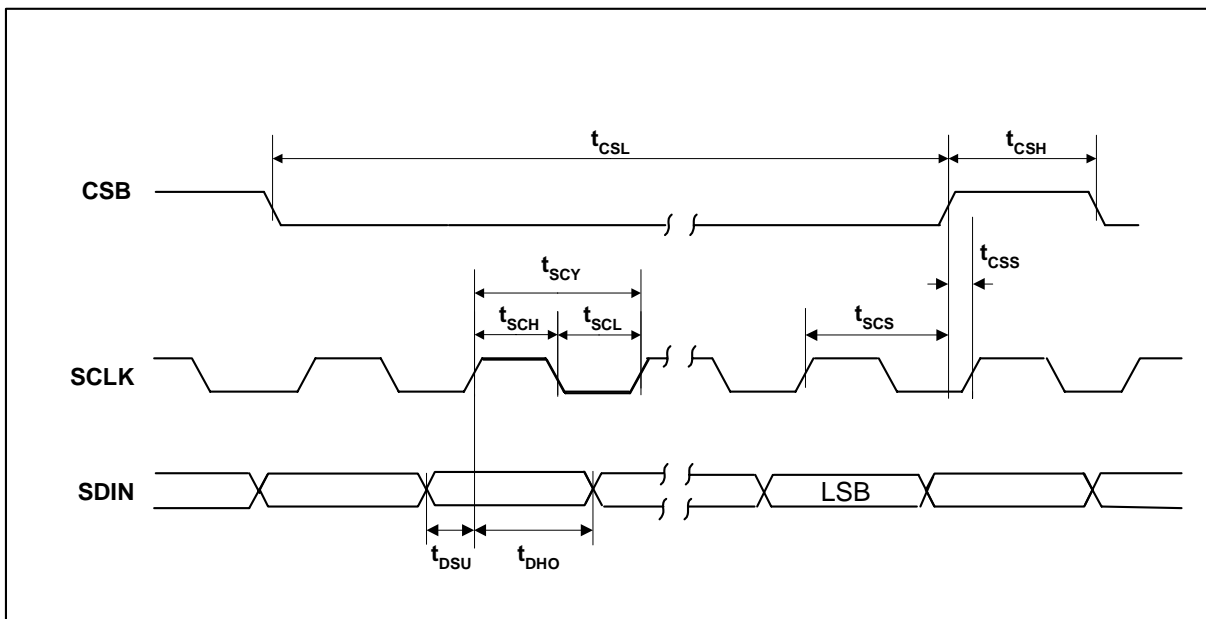 tCSL
tCSH
CSB
tCSS
tSCY
tSCH
tSCL
tSCS
SCLK
SDIN
LSB
tDSU
tDHO